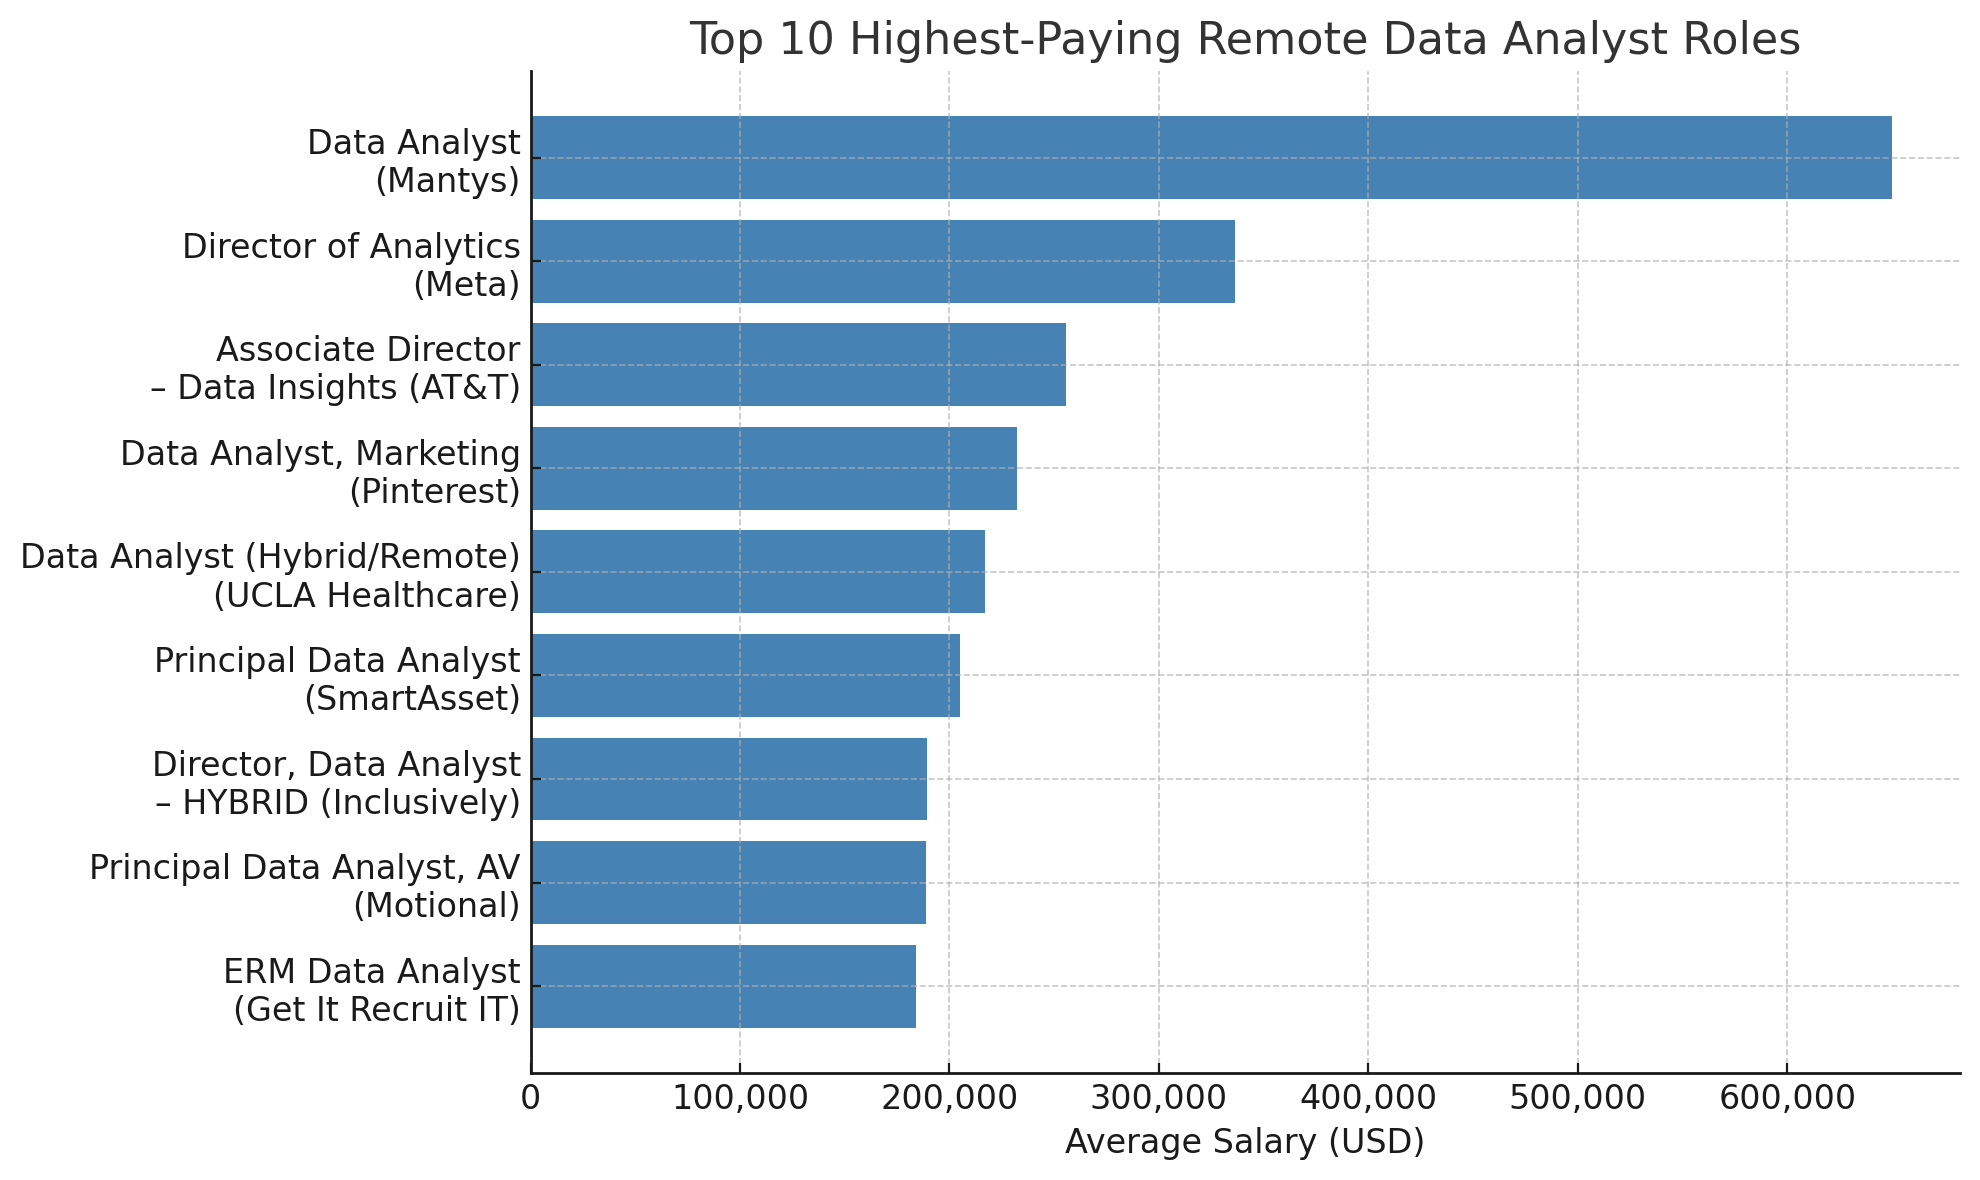 Top 10 Highest-Paying Remote Data Analyst Roles
Data Analyst
(Mantys)
Director of Analytics
(Meta)
Associate Director
– Data Insights (AT&T)
Data Analyst, Marketing
(Pinterest)
Data Analyst (Hybrid/Remote)
(UCLA Healthcare)
Principal Data Analyst
(SmartAsset)
Director, Data Analyst
– HYBRID (Inclusively)
Principal Data Analyst, AV
(Motional)
ERM Data Analyst
(Get It Recruit IT)
0 100,000 200,000 300,000 400,000 500,000 600,000
Average Salary (USD)